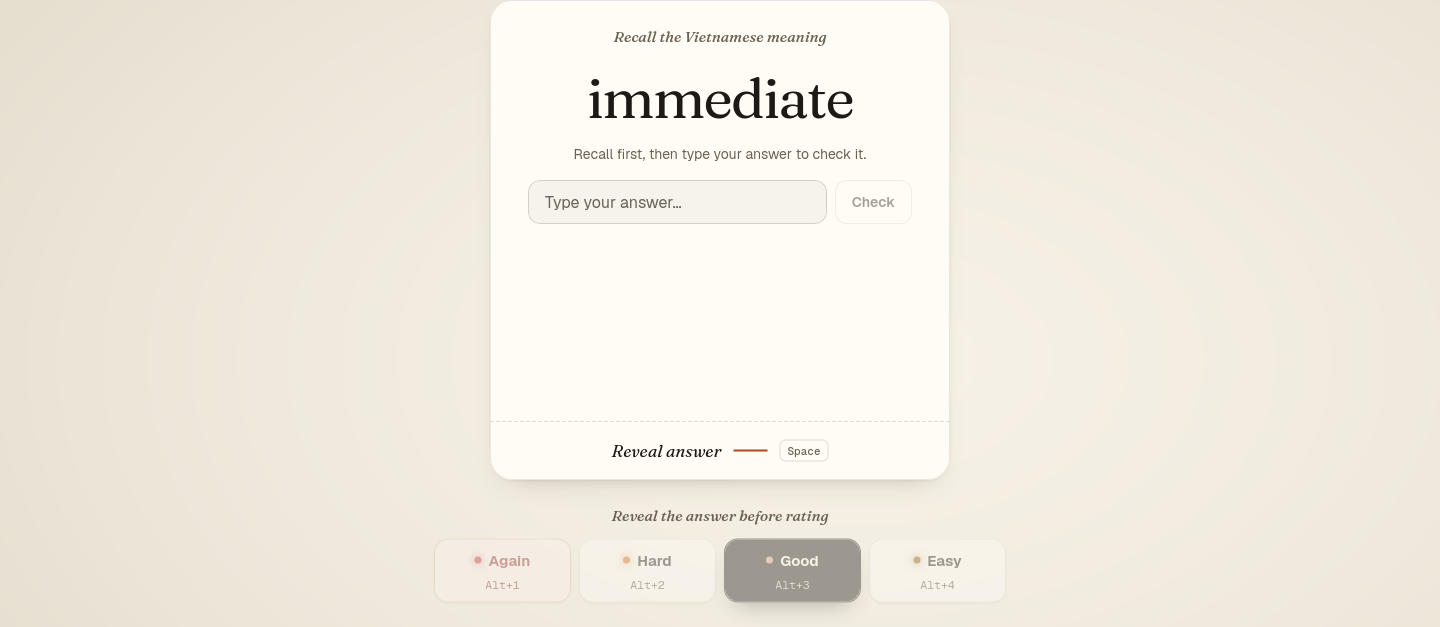 Recall the Vietnamese meaning
immediate
Recall first, then type your answer to check it.
Type your answer… Check
Reveal answer Space
Reveal the answer before rating
Again Hard Good Easy
Alt+1 Alt+2 Alt+3 Alt+4